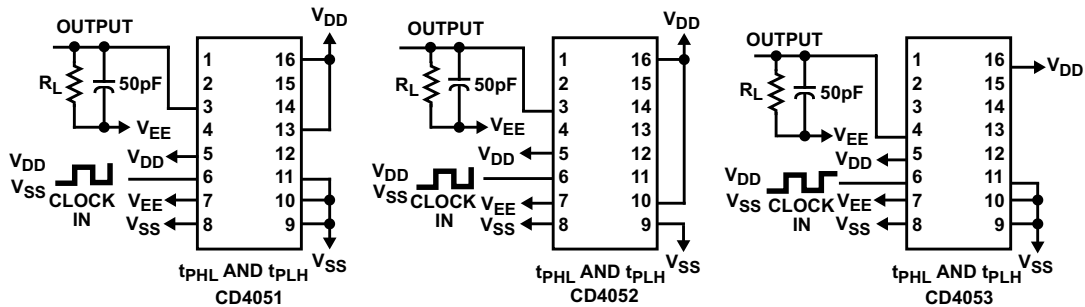 OUTPUT
V_DD
1 16
2 15
3 14
4 13
5 12
6 11
7 10
8 9
R_L
50pF
V_EE
V_DD
V_DD
V_SS
CLOCK
IN
V_EE
V_SS
V_SS
t_PHL AND t_PLH
CD4051
OUTPUT
V_DD
1 16
2 15
3 14
4 13
5 12
6 11
7 10
8 9
R_L
50pF
V_EE
V_DD
V_DD
V_SS
CLOCK
IN
V_EE
V_SS
V_SS
t_PHL AND t_PLH
CD4052
OUTPUT
V_DD
1 16
2 15
3 14
4 13
5 12
6 11
7 10
8 9
R_L
50pF
V_EE
V_DD
V_DD
V_SS
CLOCK
IN
V_EE
V_SS
V_SS
t_PHL AND t_PLH
CD4053